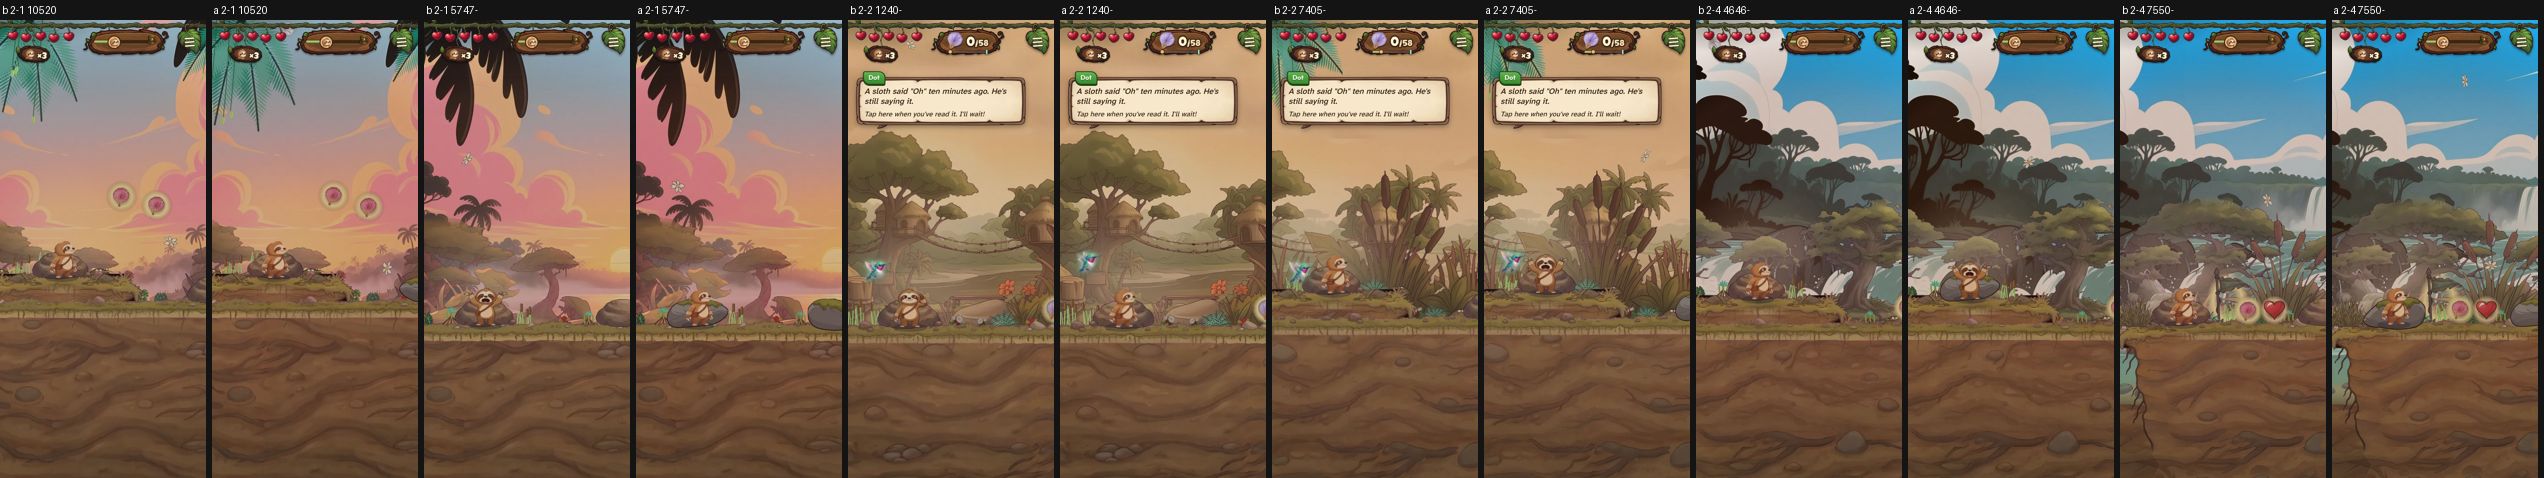 b 2-1 10520
a 2-1 10520
b 2-1 5747-
a 2-1 5747-
b 2-2 1240-
a 2-2 1240-
b 2-2 7405-
a 2-2 7405-
b 2-4 4646-
a 2-4 4646-
b 2-4 7550-
a 2-4 7550-
×3
×3
×3
×3
0/58
×3
0/58
×3
0/58
×3
0/58
×3
×3
×3
×3
×3
Dot
A sloth said "Oh" ten minutes ago. He's
still saying it.
Tap here when you've read it. I'll wait!
Dot
A sloth said "Oh" ten minutes ago. He's
still saying it.
Tap here when you've read it. I'll wait!
Dot
A sloth said "Oh" ten minutes ago. He's
still saying it.
Tap here when you've read it. I'll wait!
Dot
A sloth said "Oh" ten minutes ago. He's
still saying it.
Tap here when you've read it. I'll wait!